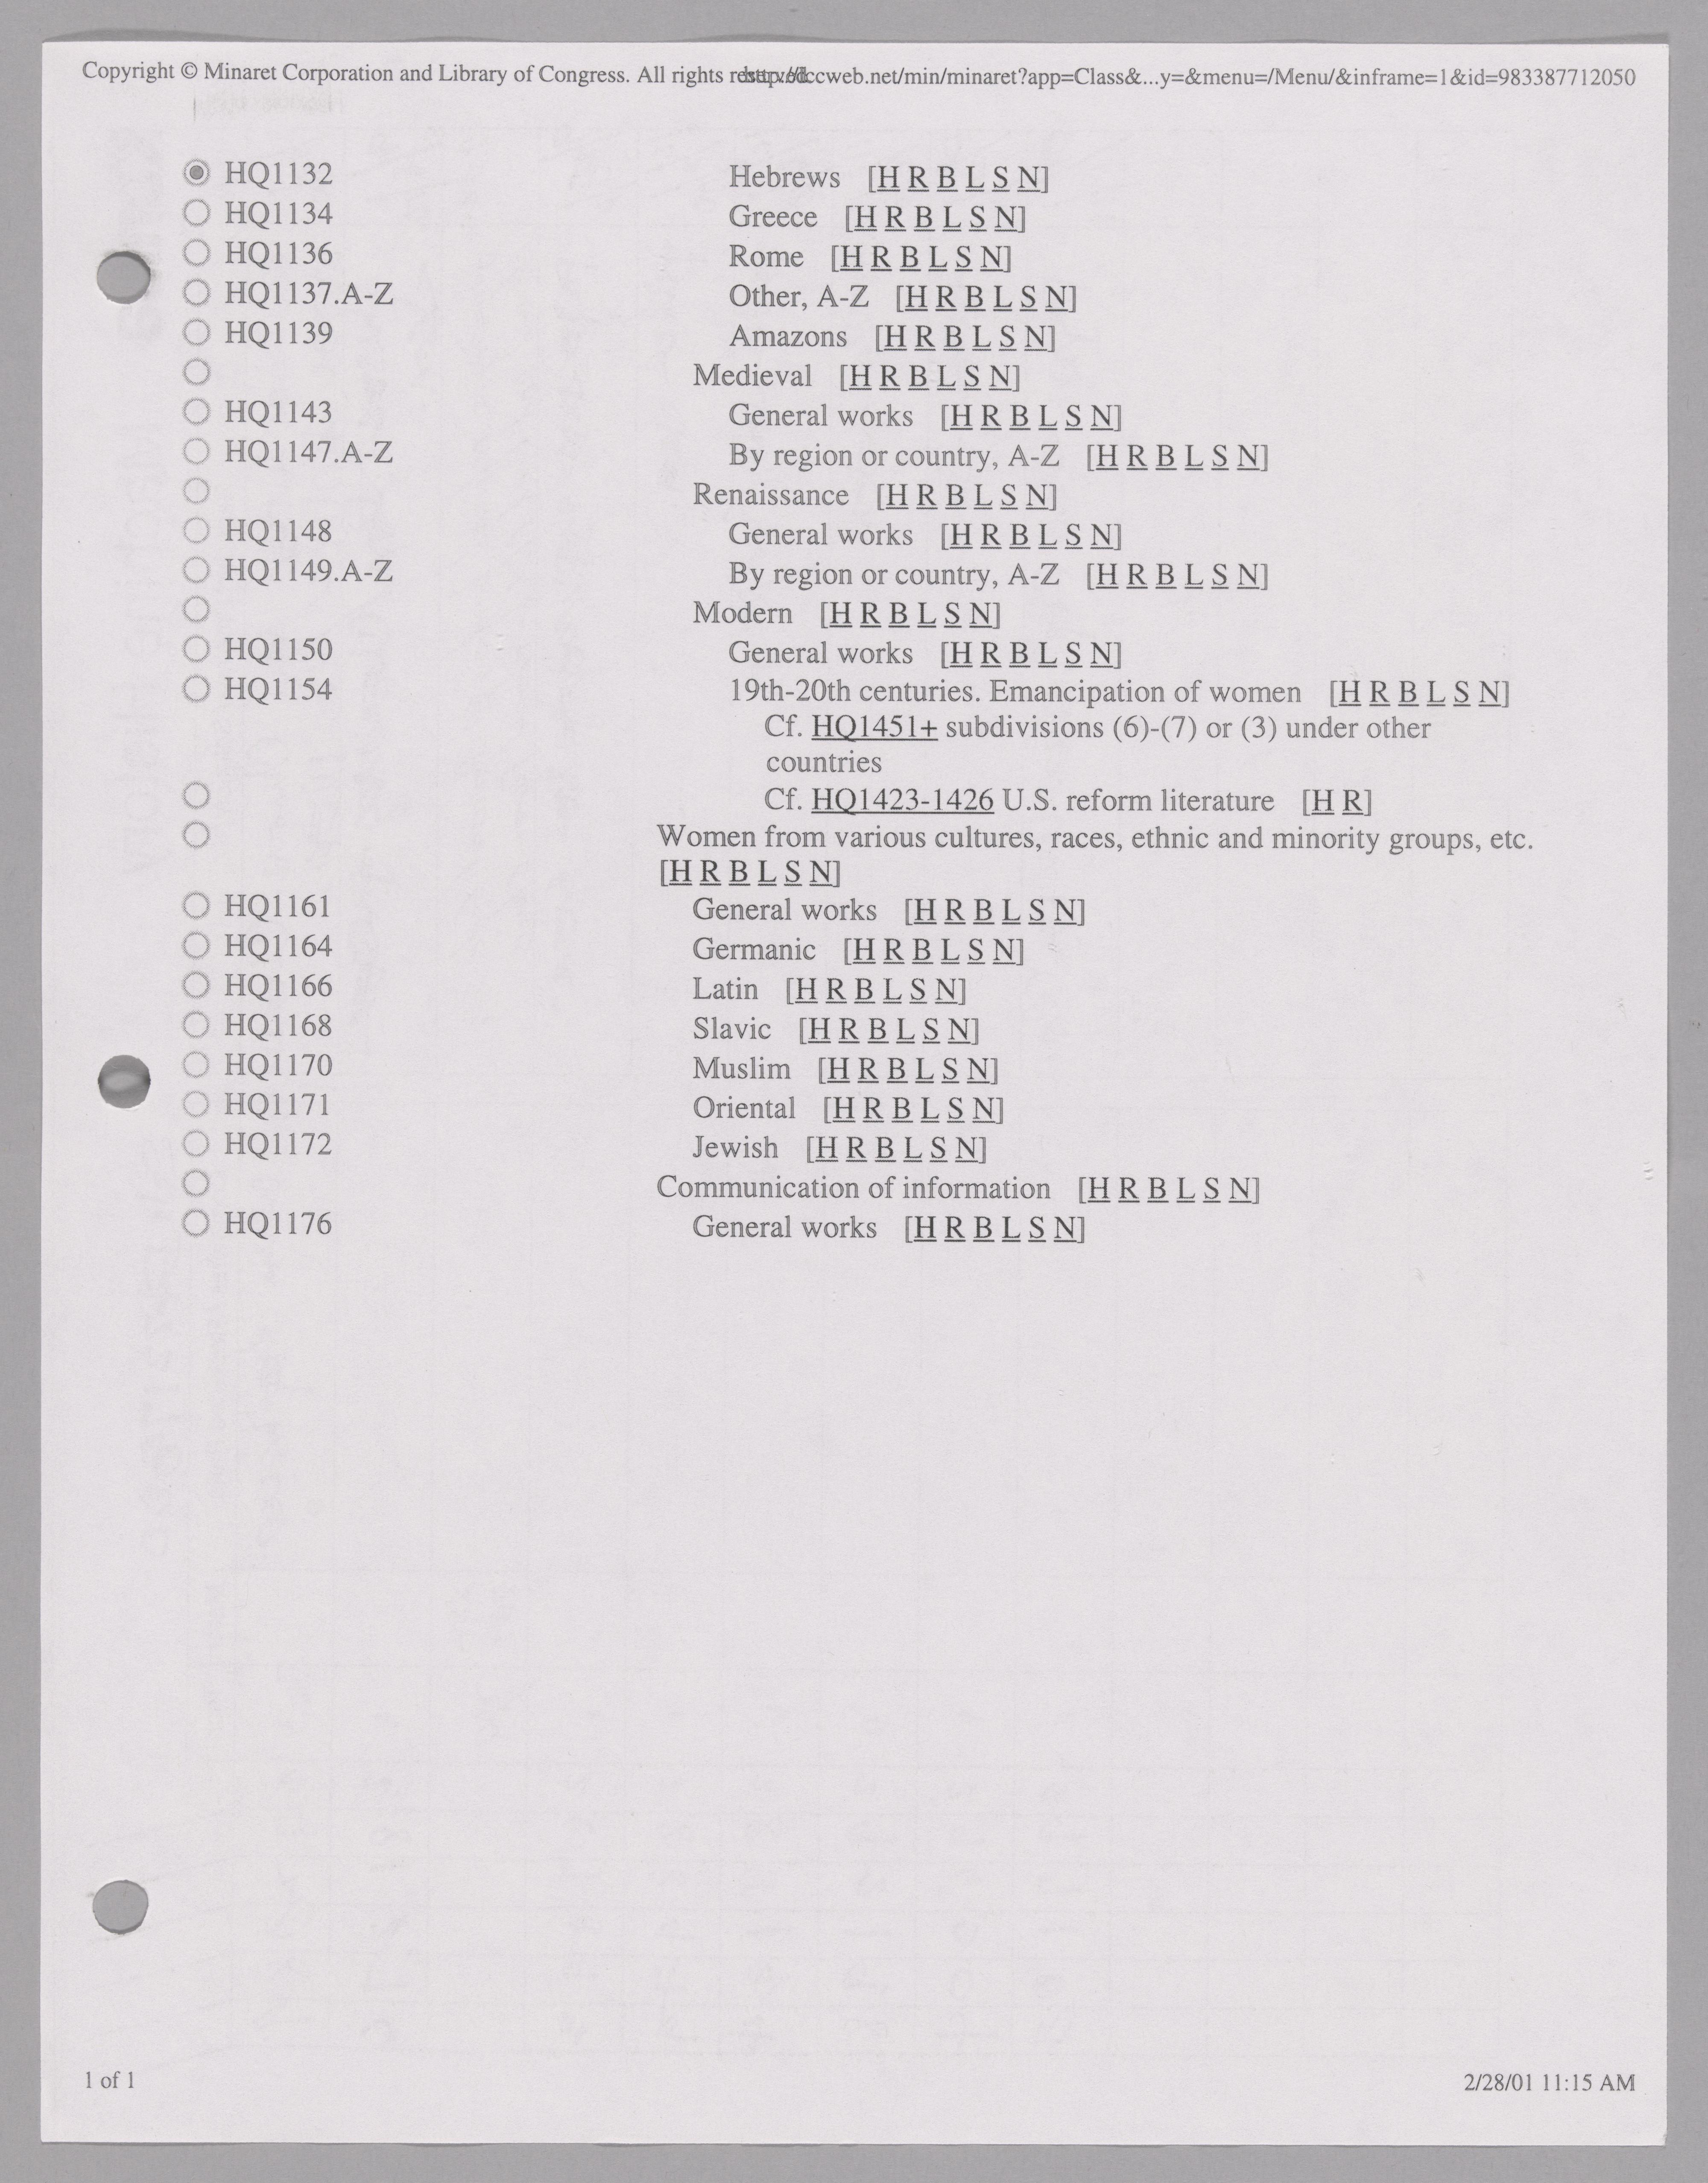 Copyright © Minaret Corporation and Library of Congress. All rights ccweb.net/min/minaret?app=Class&...y=&menu=/Menu/&inframe=1&id=983387712050
HQ1132 Hebrews [H R B L S N]
HQ1134 Greece [H R B L S N]
HQ1136 Rome [H R B L S N]
HQ1137.A-Z Other, A-Z [H R B L S N]
HQ1139 Amazons [H R B L S N]
Medieval [H R B L S N]
HQ1143 General works [H R B L S N]
HQ1147.A-Z By region or country, A-Z [H R B L S N]
Renaissance [H R B L S N]
HQ1148 General works [H R B L S N]
HQ1149.A-Z By region or country, A-Z [H R B L S N]
Modern [H R B L S N]
HQ1150 General works [H R B L S N]
HQ1154 19th-20th centuries. Emancipation of women [H R B L S N]
Cf. HQ1451+ subdivisions (6)-(7) or (3) under other
countries
Cf. HQ1423-1426 U.S. reform literature [H R]
Women from various cultures, races, ethnic and minority groups, etc.
[H R B L S N]
HQ1161 General works [H R B L S N]
HQ1164 Germanic [H R B L S N]
HQ1166 Latin [H R B L S N]
HQ1168 Slavic [H R B L S N]
HQ1170 Muslim [H R B L S N]
HQ1171 Oriental [H R B L S N]
HQ1172 Jewish [H R B L S N]
Communication of information [H R B L S N]
HQ1176 General works [H R B L S N]
1 of 1 2/28/01 11:15 AM